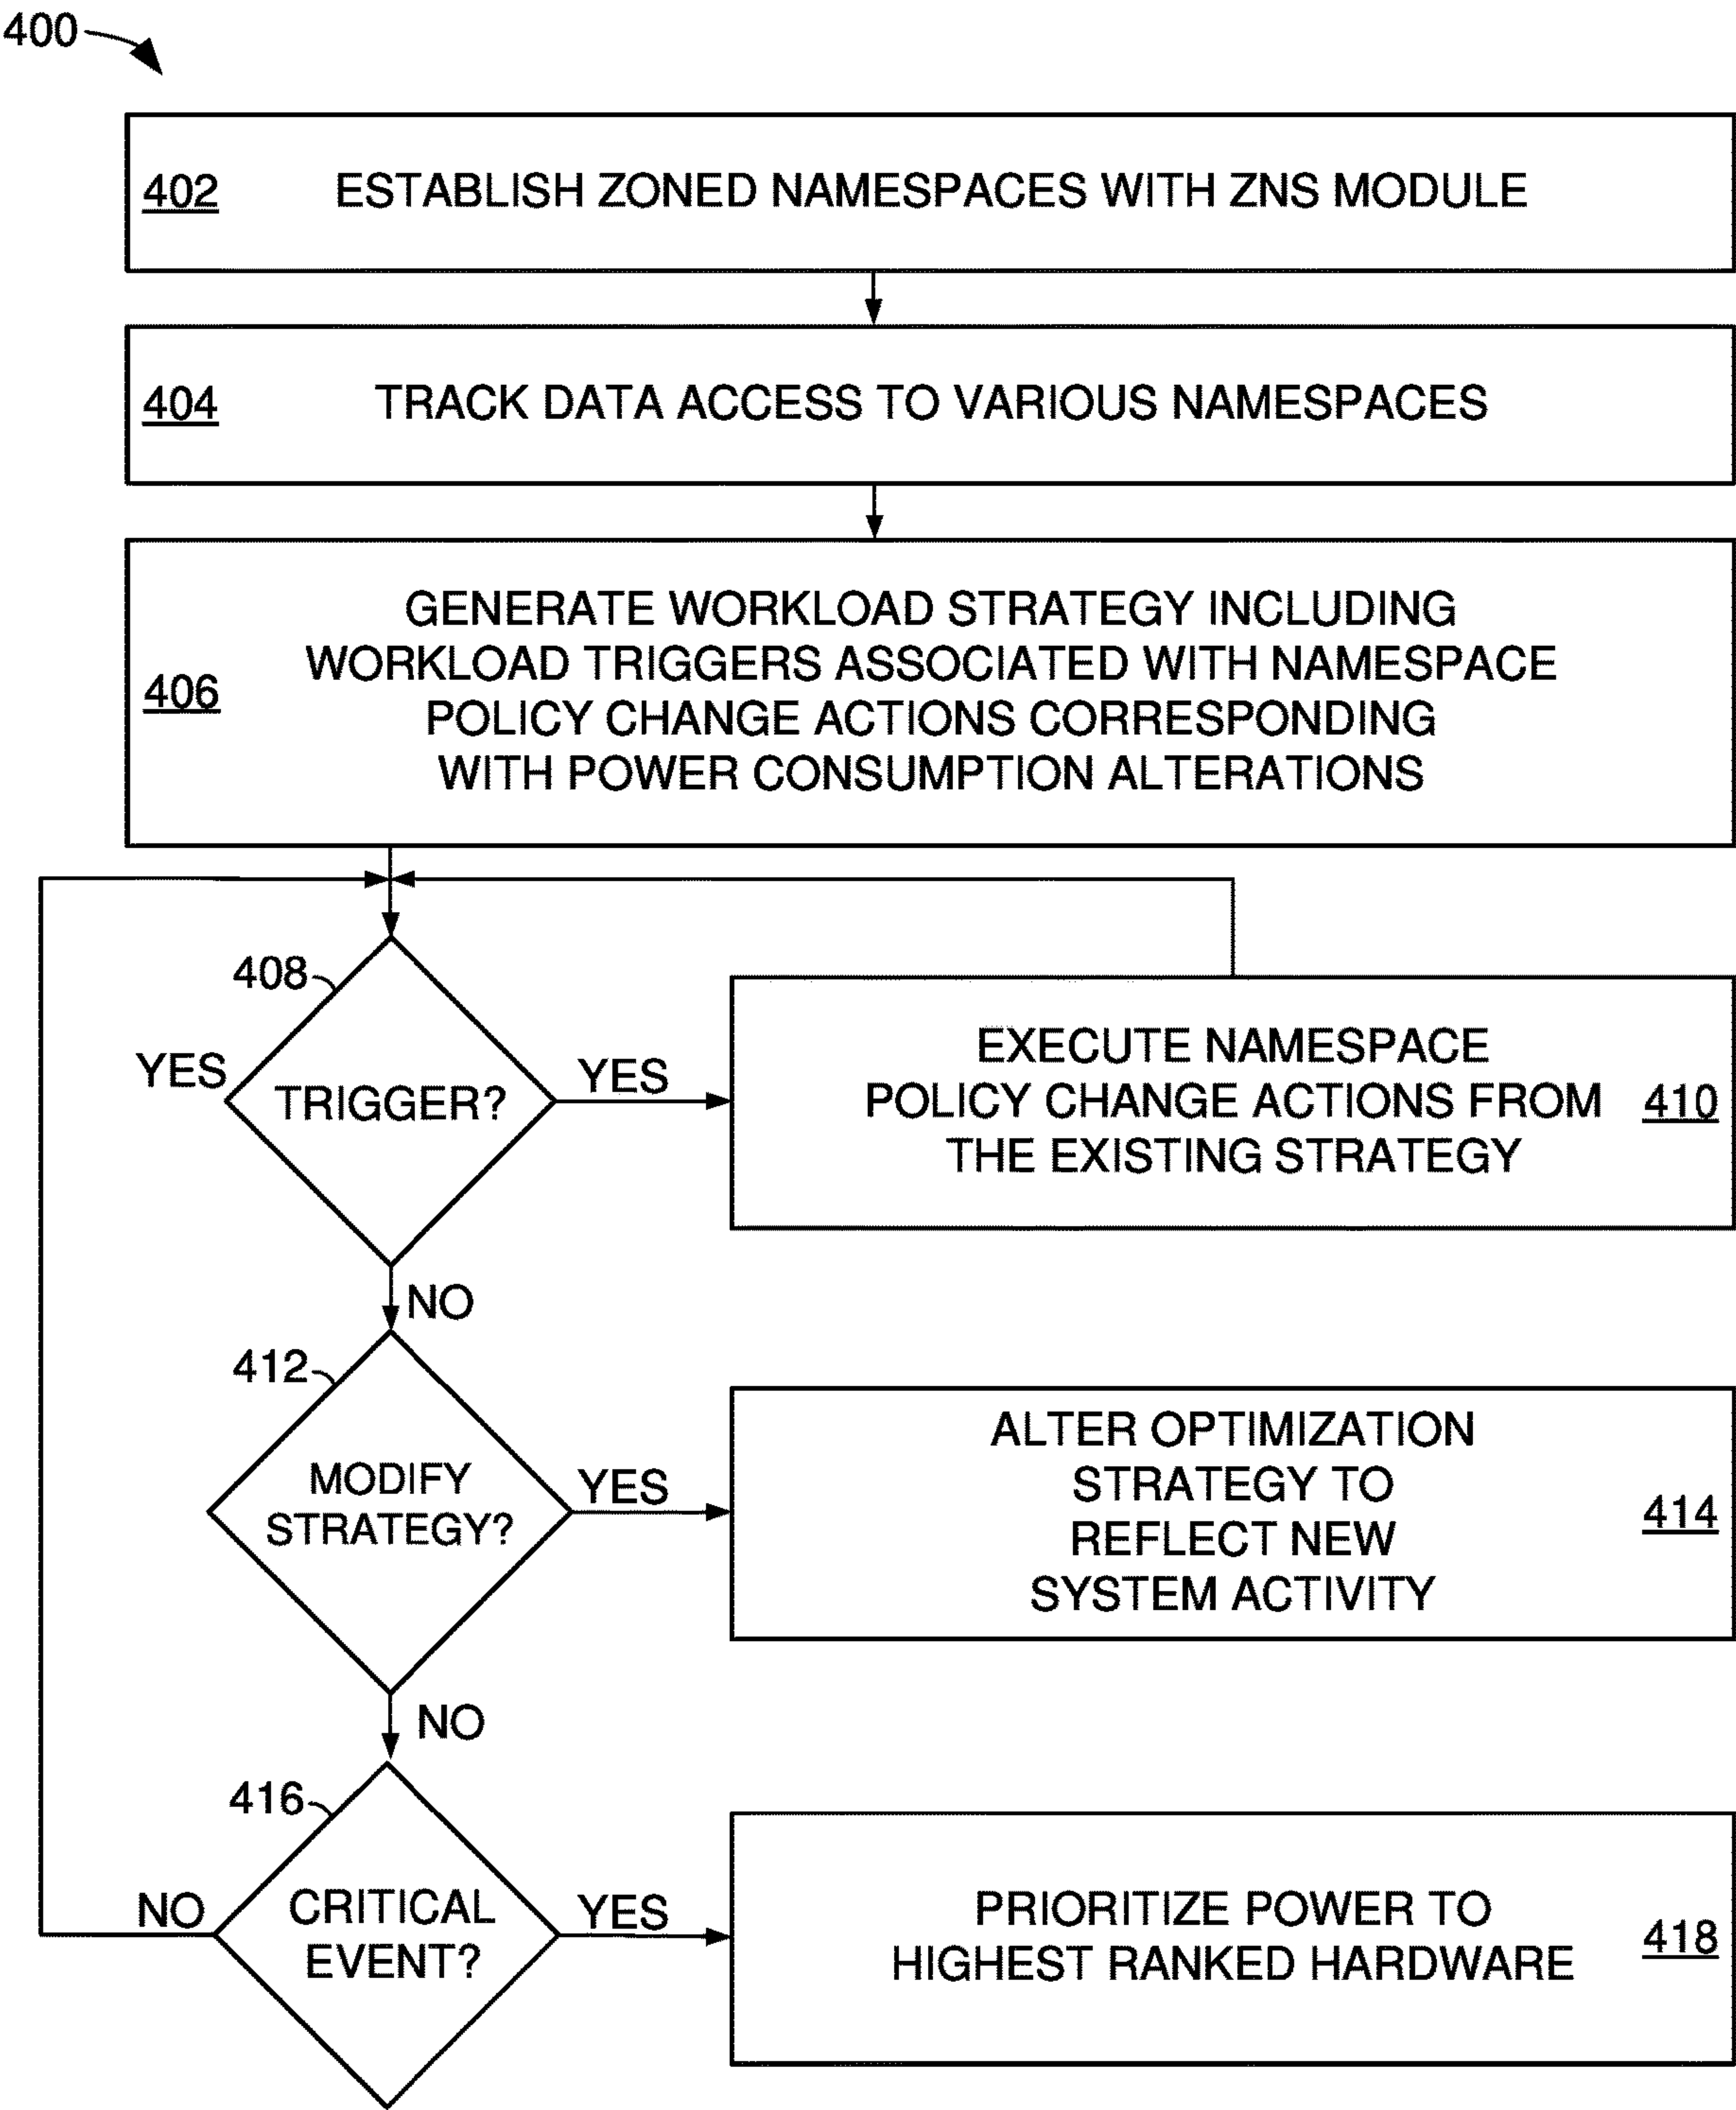 400
402 ESTABLISH ZONED NAMESPACES WITH ZNS MODULE
404 TRACK DATA ACCESS TO VARIOUS NAMESPACES
GENERATE WORKLOAD STRATEGY INCLUDING
WORKLOAD TRIGGERS ASSOCIATED WITH NAMESPACE
406
POLICY CHANGE ACTIONS CORRESPONDING
WITH POWER CONSUMPTION ALTERATIONS
408
YES
TRIGGER?
YES
EXECUTE NAMESPACE
POLICY CHANGE ACTIONS FROM
THE EXISTING STRATEGY
410
NO
412
MODIFY
STRATEGY?
YES
ALTER OPTIMIZATION
STRATEGY TO
REFLECT NEW
SYSTEM ACTIVITY
414
NO
416
NO
CRITICAL
EVENT?
YES
PRIORITIZE POWER TO
HIGHEST RANKED HARDWARE
418